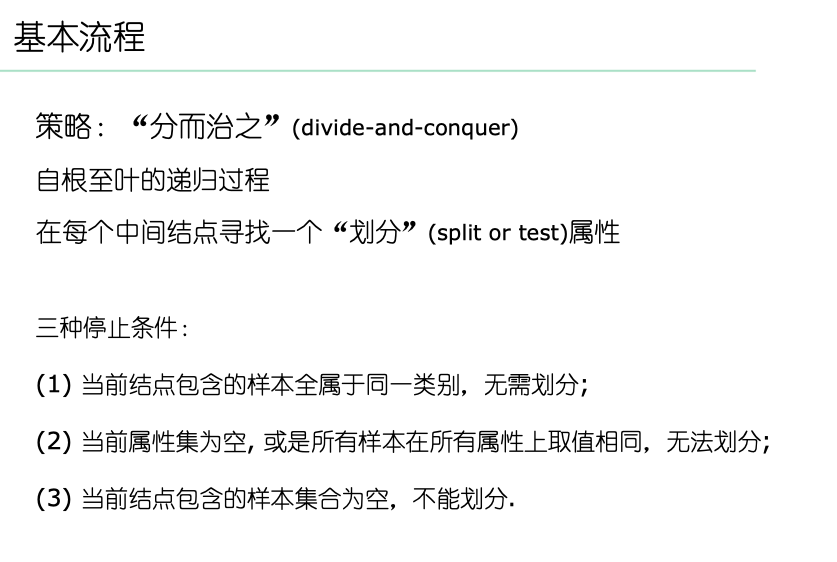 基本流程
策略：“分而治之”(divide-and-conquer)
自根至叶的递归过程
在每个中间结点寻找一个“划分”(split or test)属性
三种停止条件：
(1) 当前结点包含的样本全属于同一类别，无需划分;
(2) 当前属性集为空, 或是所有样本在所有属性上取值相同，无法划分;
(3) 当前结点包含的样本集合为空，不能划分.